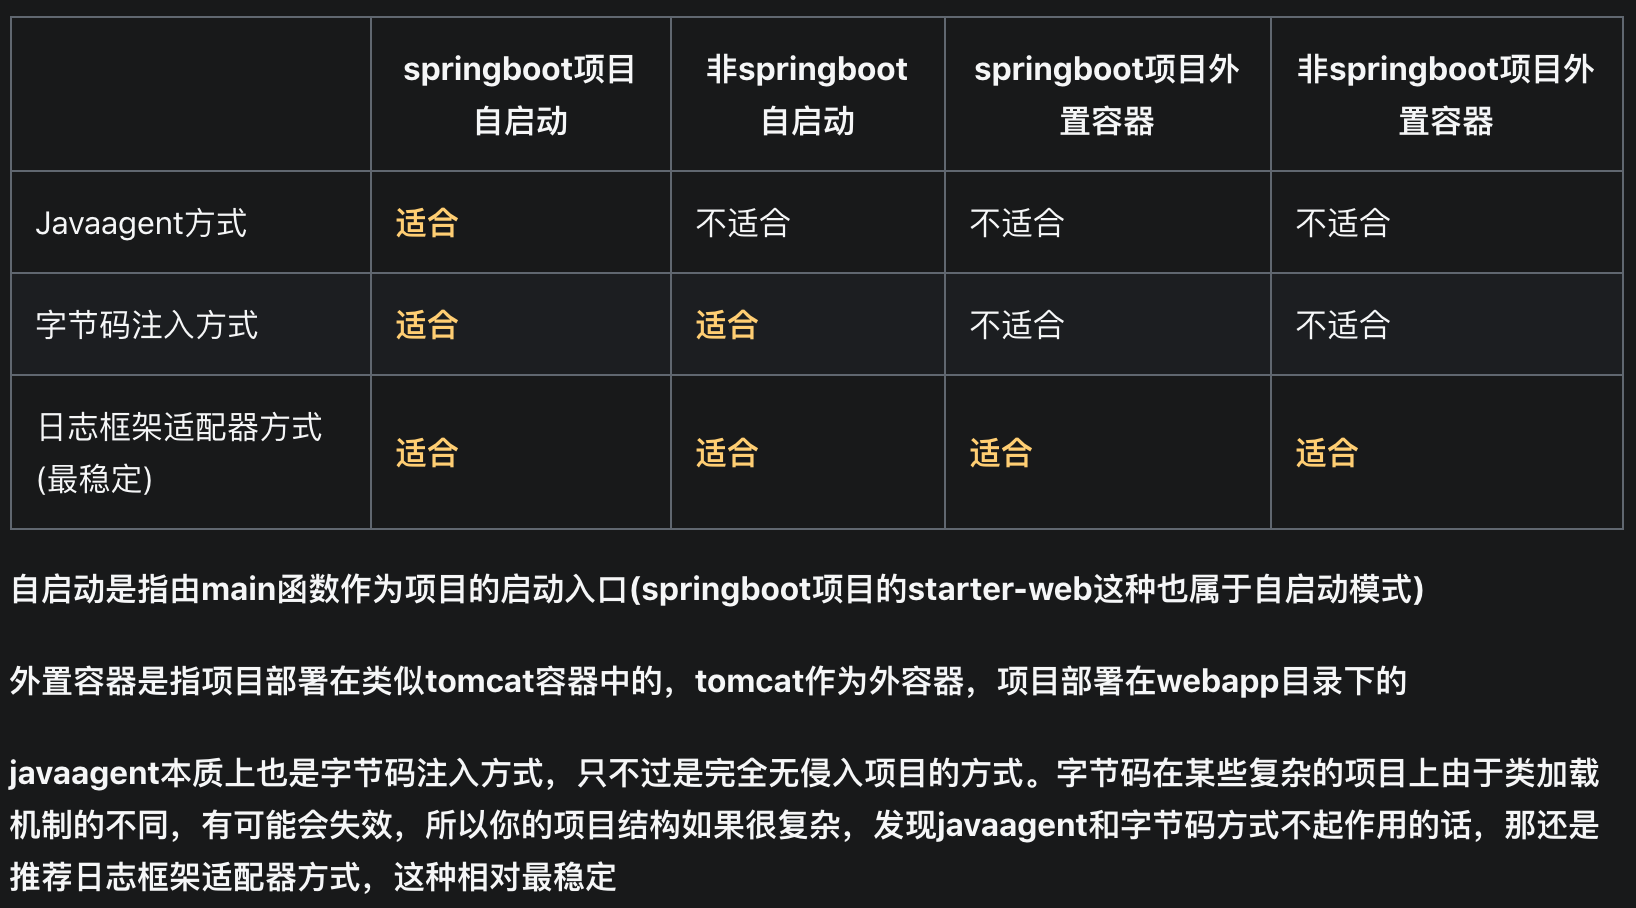 springboot项目 非springboot springboot项目外 非springboot项目外
自启动 自启动 置容器 置容器
Javaagent方式 适合 不适合 不适合 不适合
字节码注入方式 适合 适合 不适合 不适合
日志框架适配器方式
(最稳定) 适合 适合 适合 适合
自启动是指由main函数作为项目的启动入口(springboot项目的starter-web这种也属于自启动模式)
外置容器是指项目部署在类似tomcat容器中的，tomcat作为外容器，项目部署在webapp目录下的
javaagent本质上也是字节码注入方式，只不过是完全无侵入项目的方式。字节码在某些复杂的项目上由于类加载
机制的不同，有可能会失效，所以你的项目结构如果很复杂，发现javaagent和字节码方式不起作用的话，那还是
推荐日志框架适配器方式，这种相对最稳定